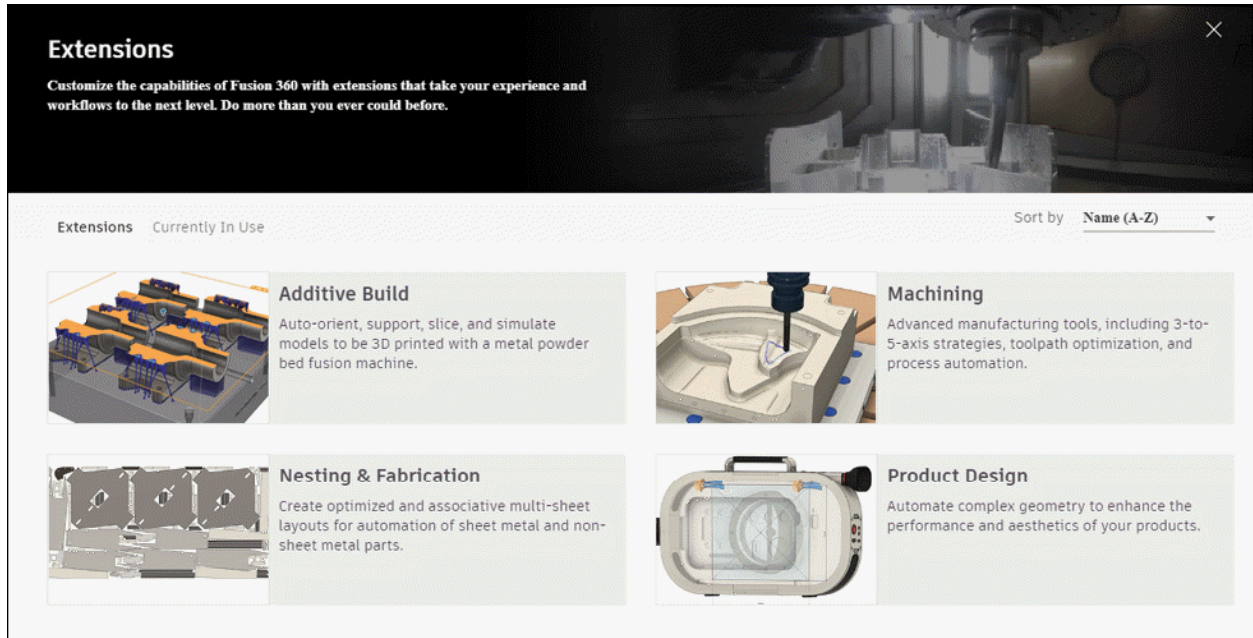 Extensions
Customize the capabilities of Fusion 360 with extensions that take your experience and
workflows to the next level. Do more than you ever could before.
Extensions Currently In Use
Sort by Name (A-Z)
Additive Build
Auto-orient, support, slice, and simulate
models to be 3D printed with a metal powder
bed fusion machine.
Machining
Advanced manufacturing tools, including 3-to-
5-axis strategies, toolpath optimization, and
process automation.
Nesting & Fabrication
Create optimized and associative multi-sheet
layouts for automation of sheet metal and non-
sheet metal parts.
Product Design
Automate complex geometry to enhance the
performance and aesthetics of your products.